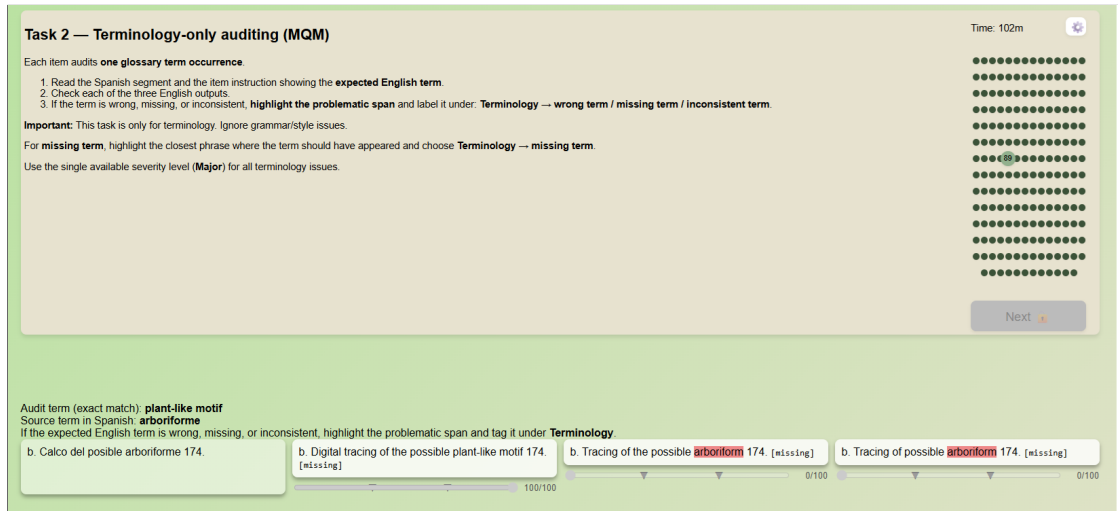 Task 2 — Terminology-only auditing (MQM)
Time: 102m
Each item audits one glossary term occurrence.
1. Read the Spanish segment and the item instruction showing the expected English term.
2. Check each of the three English outputs.
3. If the term is wrong, missing, or inconsistent, highlight the problematic span and label it under: Terminology → wrong term / missing term / inconsistent term.
Important: This task is only for terminology. Ignore grammar/style issues.
For missing term, highlight the closest phrase where the term should have appeared and choose Terminology → missing term.
Use the single available severity level (Major) for all terminology issues.
89
Next
Audit term (exact match): plant-like motif
Source term in Spanish: arboriforme
If the expected English term is wrong, missing, or inconsistent, highlight the problematic span and tag it under Terminology.
b. Calco del posible arboriforme 174.
b. Digital tracing of the possible plant-like motif 174.
[missing]
100/100
b. Tracing of the possible arboriform 174. [missing]
0/100
b. Tracing of possible arboriform 174. [missing]
0/100